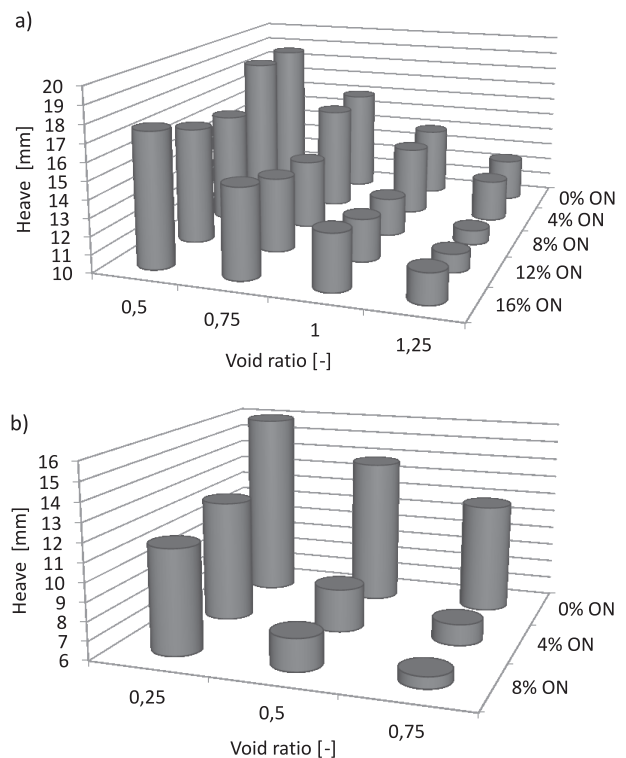 a)
20
19
18
17
16
15
14
13
12
11
10
Heave [mm]
0,5
0,75
1
1,25
Void ratio [-]
0% ON
4% ON
8% ON
12% ON
16% ON
b)
16
15
14
13
12
11
10
9
8
7
6
Heave [mm]
0,25
0,5
0,75
Void ratio [-]
0% ON
4% ON
8% ON